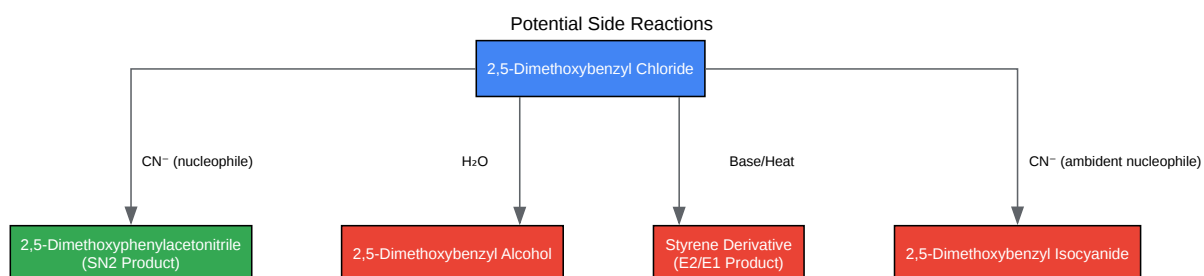 Potential Side Reactions
2,5-Dimethoxybenzyl Chloride
CN⁻ (nucleophile)
H₂O
Base/Heat
CN⁻ (ambident nucleophile)
2,5-Dimethoxyphenylacetonitrile
(SN2 Product)
2,5-Dimethoxybenzyl Alcohol
Styrene Derivative
(E2/E1 Product)
2,5-Dimethoxybenzyl Isocyanide